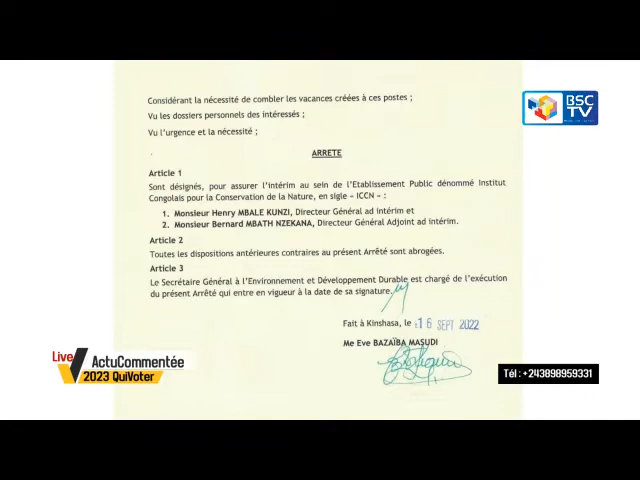 Considérant la nécessité de combler les vacances créées à ces postes ;
Vu les dossiers personnels des intéressés ;
Vu l'urgence et la nécessité ;
ARRETE
Article 1
Sont désignés, pour assurer l'intérim au sein de l'Etablissement Public dénommé Institut
Congolais pour la Conservation de la Nature, en sigle « ICCN » :
1. Monsieur Henry MBALE KUNZI, Directeur Général ad intérim et
2. Monsieur Bernard MBATH NZEKANA, Directeur Général Adjoint ad intérim.
Article 2
Toutes les dispositions antérieures contraires au présent Arrêté sont abrogées.
Article 3
Le Secrétaire Général à l'Environnement et Développement Durable est chargé de l'exécution
du présent Arrêté qui entre en vigueur à la date de sa signature.
Fait à Kinshasa, le 16 SEPT 2022
Me Eve BAZAÏBA MASUDI
BSC
TV
Live
ActuCommentée
2023 QuiVoter
Tél : +243898959331